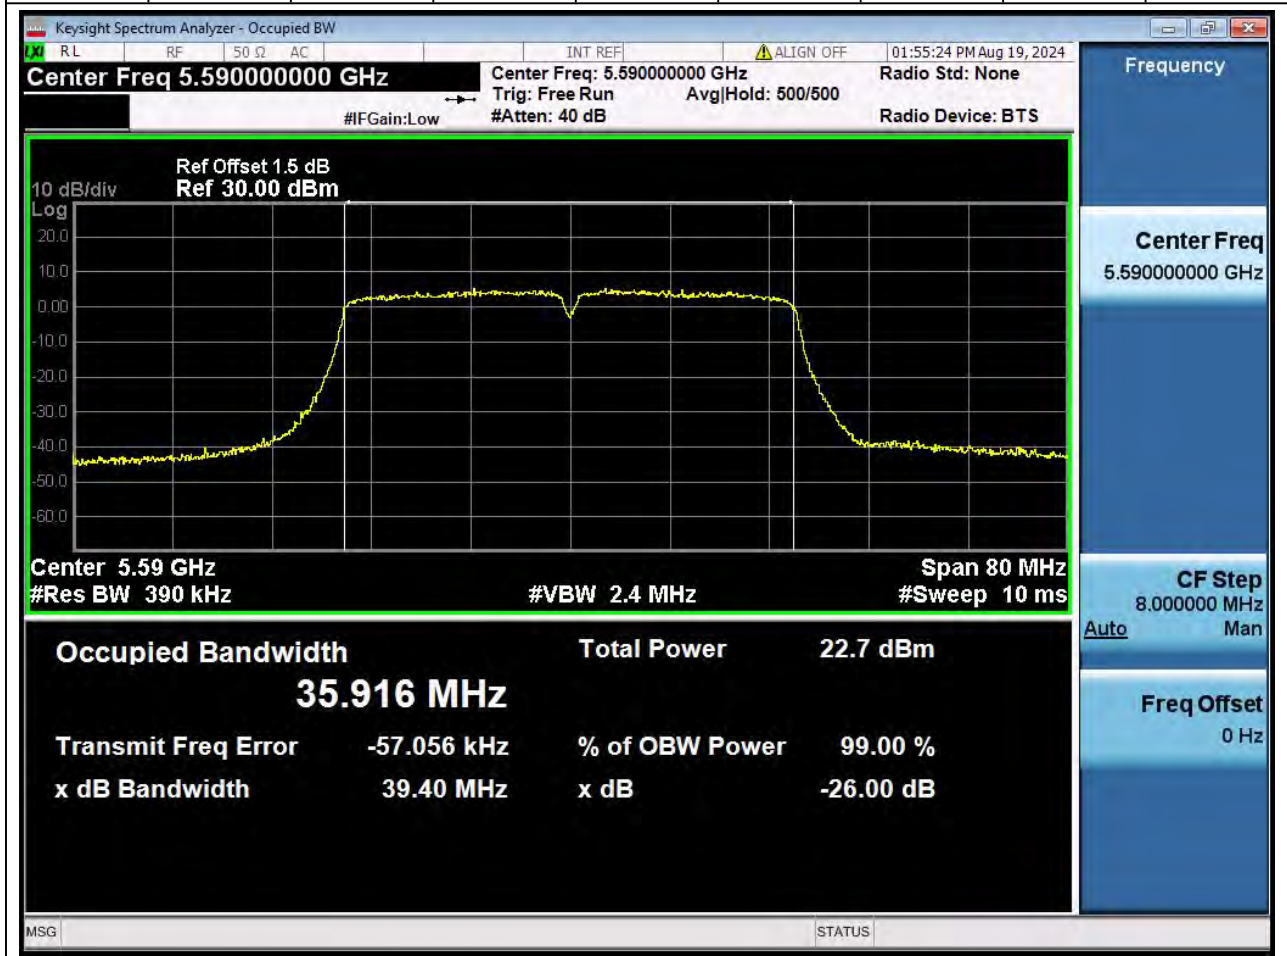 Keysight Spectrum Analyzer - Occupied BW
LXI RL RF 50 Ω AC INT REF ALIGN OFF 01:55:24 PM Aug 19, 2024
Center Freq 5.590000000 GHz
Center Freq: 5.590000000 GHz Radio Std: None
Trig: Free Run Avg|Hold: 500/500
#IFGain:Low #Atten: 40 dB Radio Device: BTS
Ref Offset 1.5 dB
10 dB/div Ref 30.00 dBm
Log
20.0
10.0
0.00
-10.0
-20.0
-30.0
-40.0
-50.0
-60.0
Center 5.59 GHz Span 80 MHz
#Res BW 390 kHz #VBW 2.4 MHz #Sweep 10 ms
Occupied Bandwidth Total Power 22.7 dBm
35.916 MHz
Transmit Freq Error -57.056 kHz % of OBW Power 99.00 %
x dB Bandwidth 39.40 MHz x dB -26.00 dB
Frequency
Center Freq
5.590000000 GHz
CF Step
8.000000 MHz
Auto Man
Freq Offset
0 Hz
MSG STATUS